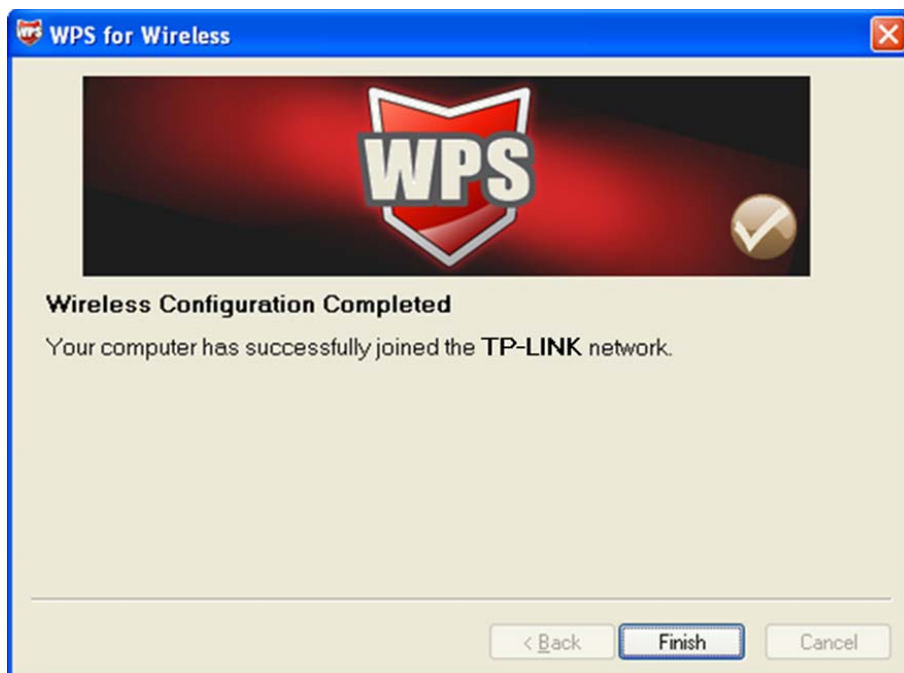 WPS for Wireless
WPS
Wireless Configuration Completed
Your computer has successfully joined the TP-LINK network.
< Back
Finish
Cancel